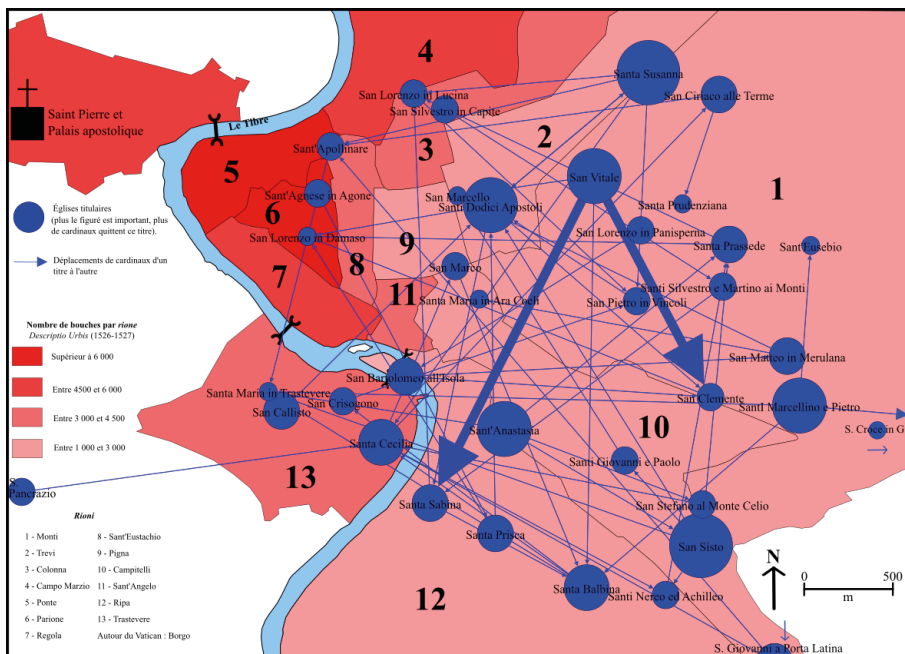 Saint Pierre et
Palais apostolique
Le Tibre
4
San Lorenzo in Lucina
San Silvestro in Capite
Santa Susanna
San Ciriaco alle Terme
2
3
Sant'Apollinare
5
1
San Vitale
Sant'Agnese in Agone
6
San Marcello
Santi Dodici Apostoli
Santa Prudenziana
Églises titulaires
(plus le figuré est important, plus
de cardinaux quittent ce titre).
San Lorenzo in Damaso
9
San Lorenzo in Panisperna
Santa Prassede
Sant'Eusebio
Déplacements de cardinaux d'un
titre à l'autre
7
8
San Marco
11
Santa Maria in Ara Coeli
Santi Silvestro e Martino ai Monti
San Pietro in Vincoli
Nombre de bouches par rione
Descriptio Urbis (1526-1527)
Supérieur à 6 000
Entre 4500 et 6 000
Entre 3 000 et 4 500
Entre 1 000 et 3 000
San Matteo in Merulana
San Bartolomeo all'Isola
Santa Maria in Trastevere
San Crisogono
San Callisto
San Clemente
Santi Marcellino e Pietro
S. Croce in G
Santa Cecilia
Sant'Anastasia
10
Santi Giovanni e Paolo
13
S.
Pancrazio
Santa Sabina
San Stefano al Monte Celio
Santa Prisca
San Sisto
Rioni
1 - Monti
2 - Trevi
3 - Colonna
4 - Campo Marzio
5 - Ponte
6 - Parione
7 - Regola
8 - Sant'Eustachio
9 - Pigna
10 - Campitelli
11 - Sant'Angelo
12 - Ripa
13 - Trastevere
Autour du Vatican : Borgo
12
Santa Balbina
Santi Nereo ed Achilleo
N
0 500
m
S. Giovanni a Porta Latina